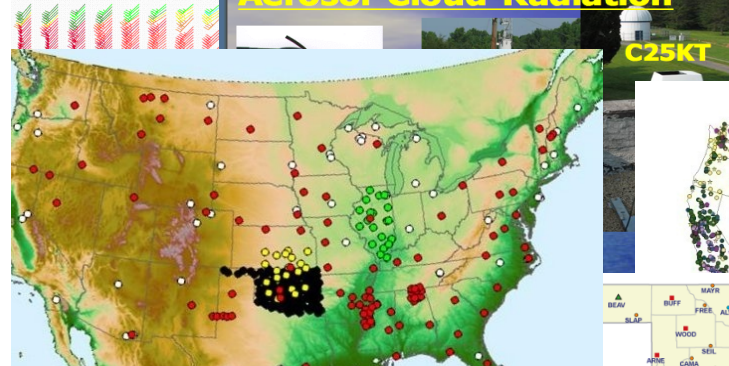 Aerosol-Cloud-Radiation
C25KT
MAYR
BEAV
BUFF
FREE
SLAP
WOOD
SEIL
ARNE
CAMA